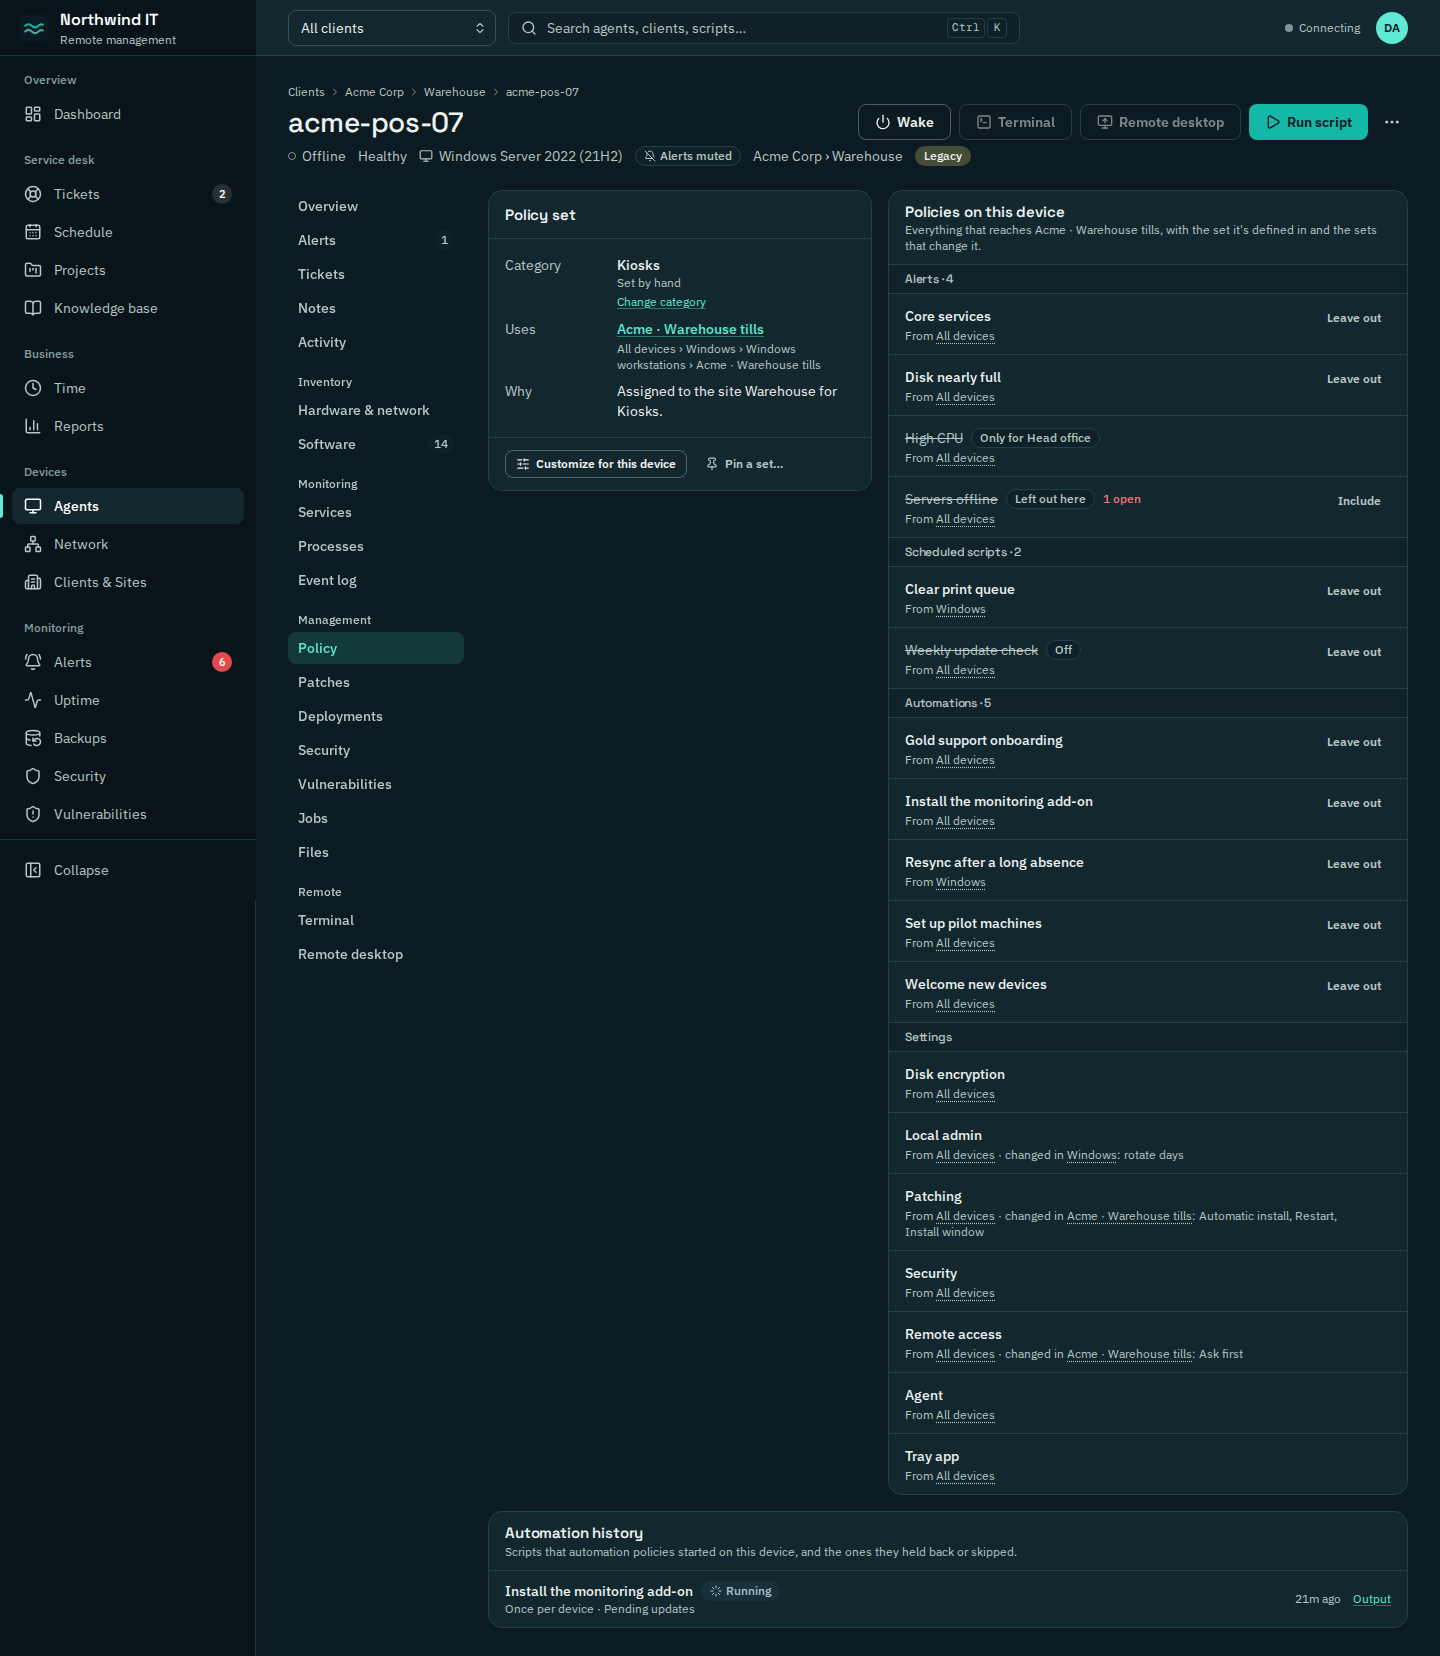 Northwind IT
Remote management
All clients
Search agents, clients, scripts...
Ctrl K
Connecting
DA
Overview
Dashboard
Service desk
Tickets
2
Schedule
Projects
Knowledge base
Business
Time
Reports
Devices
Agents
Network
Clients & Sites
Monitoring
Alerts
6
Uptime
Backups
Security
Vulnerabilities
Collapse
Clients > Acme Corp > Warehouse > acme-pos-07
acme-pos-07
Wake
Terminal
Remote desktop
Run script
Offline Healthy Windows Server 2022 (21H2) Alerts muted Acme Corp › Warehouse Legacy
Overview
Alerts 1
Tickets
Notes
Activity
Inventory
Hardware & network
Software 14
Monitoring
Services
Processes
Event log
Management
Policy
Patches
Deployments
Security
Vulnerabilities
Jobs
Files
Remote
Terminal
Remote desktop
Policy set
Category
Kiosks
Set by hand
Change category
Uses
Acme · Warehouse tills
All devices › Windows › Windows
workstations › Acme · Warehouse tills
Why
Assigned to the site Warehouse for
Kiosks.
Customize for this device
Pin a set...
Policies on this device
Everything that reaches Acme · Warehouse tills, with the set it's defined in and the sets
that change it.
Alerts · 4
Core services
From All devices
Leave out
Disk nearly full
From All devices
Leave out
High CPU Only for Head office
From All devices
Servers offline Left out here 1 open
From All devices
Include
Scheduled scripts · 2
Clear print queue
From Windows
Leave out
Weekly update check Off
From All devices
Leave out
Automations · 5
Gold support onboarding
From All devices
Leave out
Install the monitoring add-on
From All devices
Leave out
Resync after a long absence
From Windows
Leave out
Set up pilot machines
From All devices
Leave out
Welcome new devices
From All devices
Leave out
Settings
Disk encryption
From All devices
Local admin
From All devices · changed in Windows: rotate days
Patching
From All devices · changed in Acme · Warehouse tills: Automatic install, Restart,
Install window
Security
From All devices
Remote access
From All devices · changed in Acme · Warehouse tills: Ask first
Agent
From All devices
Tray app
From All devices
Automation history
Scripts that automation policies started on this device, and the ones they held back or skipped.
Install the monitoring add-on Running
Once per device · Pending updates
21m ago Output